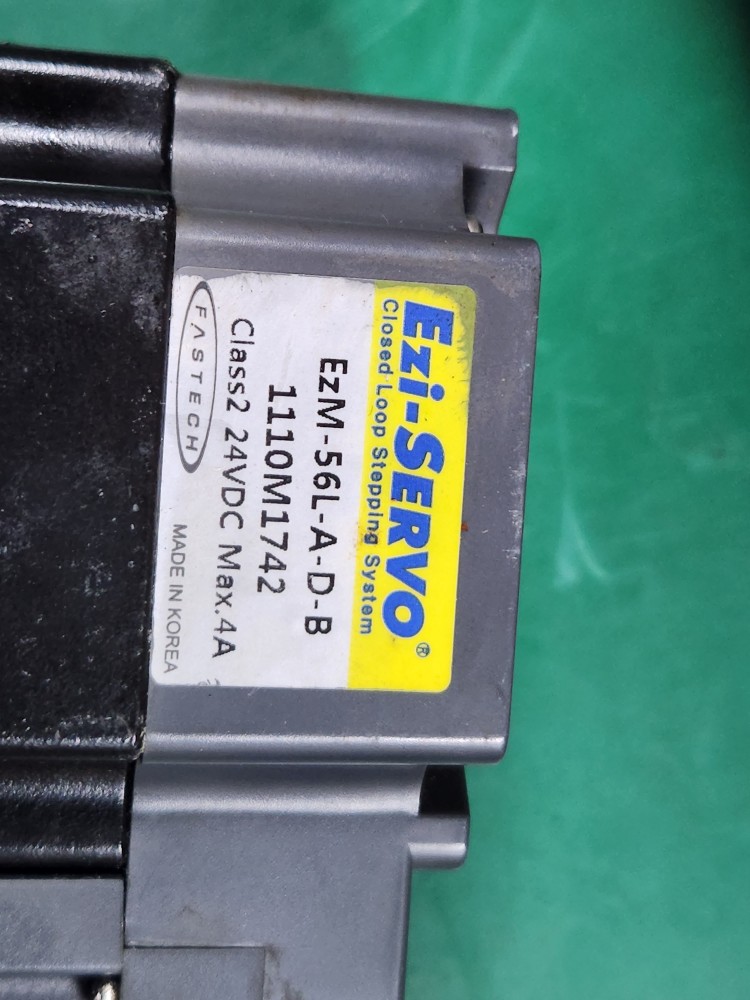 Ezi-SERVO®
Closed Loop Stepping System
EzM-56L-A-D-B
1110M1742
Class2 24VDC Max.4A
FASTECH
MADE IN KOREA